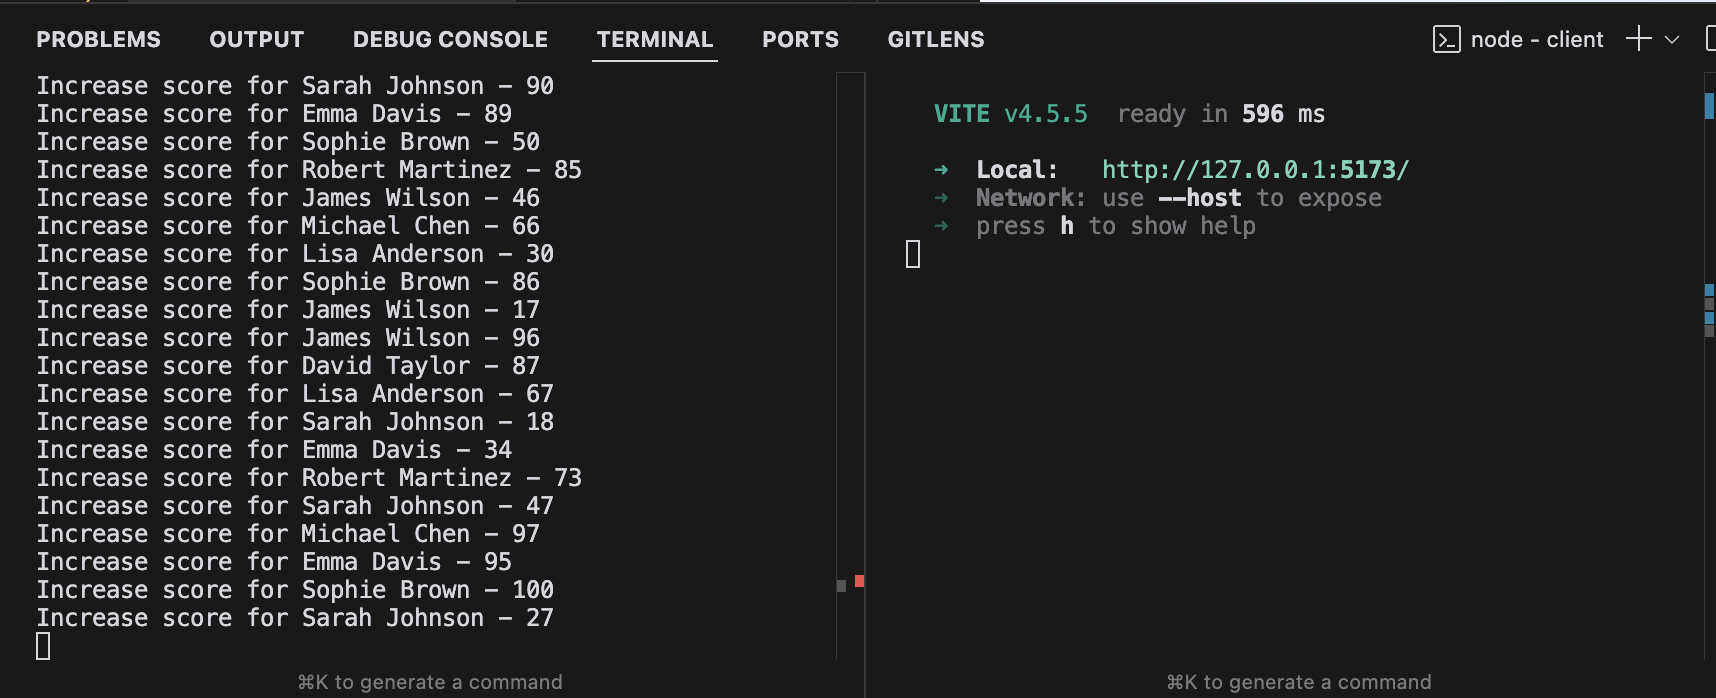 PROBLEMS OUTPUT DEBUG CONSOLE TERMINAL PORTS GITLENS node - client
Increase score for Sarah Johnson – 90
Increase score for Emma Davis – 89
Increase score for Sophie Brown – 50
Increase score for Robert Martinez – 85
Increase score for James Wilson – 46
Increase score for Michael Chen – 66
Increase score for Lisa Anderson – 30
Increase score for Sophie Brown – 86
Increase score for James Wilson – 17
Increase score for James Wilson – 96
Increase score for David Taylor – 87
Increase score for Lisa Anderson – 67
Increase score for Sarah Johnson – 18
Increase score for Emma Davis – 34
Increase score for Robert Martinez – 73
Increase score for Sarah Johnson – 47
Increase score for Michael Chen – 97
Increase score for Emma Davis – 95
Increase score for Sophie Brown – 100
Increase score for Sarah Johnson – 27
⌘K to generate a command
VITE v4.5.5 ready in 596 ms
➜ Local: http://127.0.0.1:5173/
➜ Network: use --host to expose
➜ press h to show help
⌘K to generate a command